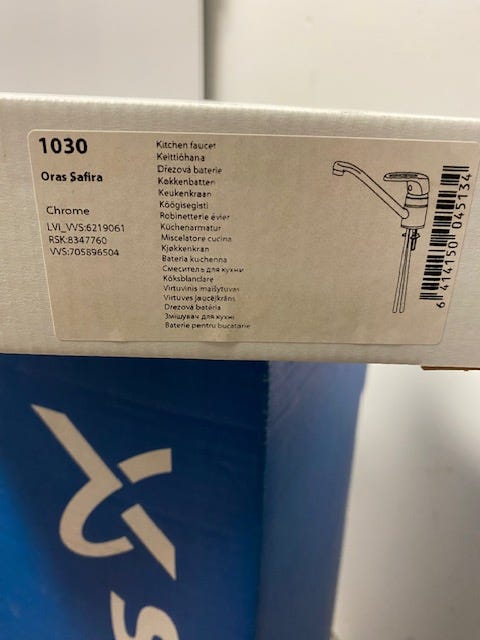 1030
Oras Safira
Chrome
LVi_VVS:6219061
RSK:8347760
VVS:705896504
Kitchen faucet
Keittiöhana
Dřezová baterie
Køkkenbatteri
Keukenkraan
Köögisegisti
Robinetterie évier
Küchenarmatur
Miscelatore cucina
Kjøkkenkran
Bateria kuchenna
Смеситель для кухни
Köksblandare
Virtuvinis maišytuvas
Virtuves jaucējkrāns
Drezová batéria
Змішувач для кухні
Baterie pentru bucatarie
6 414150 045134
S